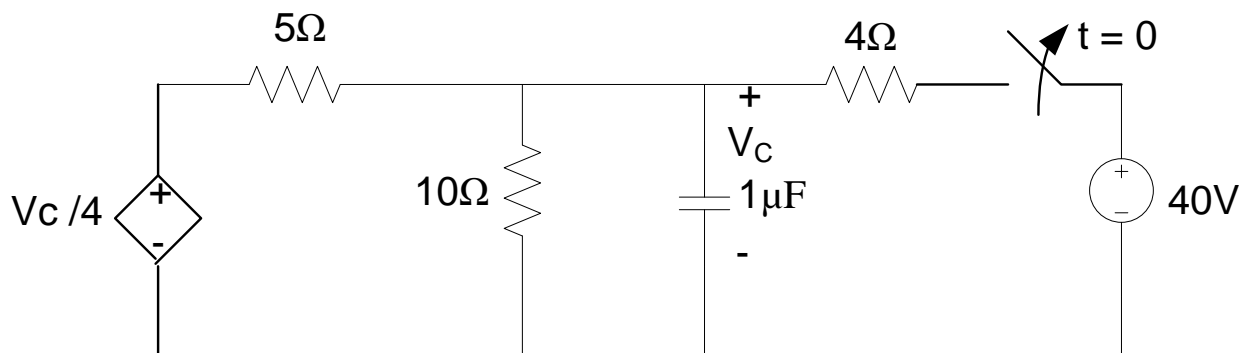 5Ω
4Ω
t = 0
+
V_C
10Ω
1µF
-
Vc /4
+
-
+
−
40V